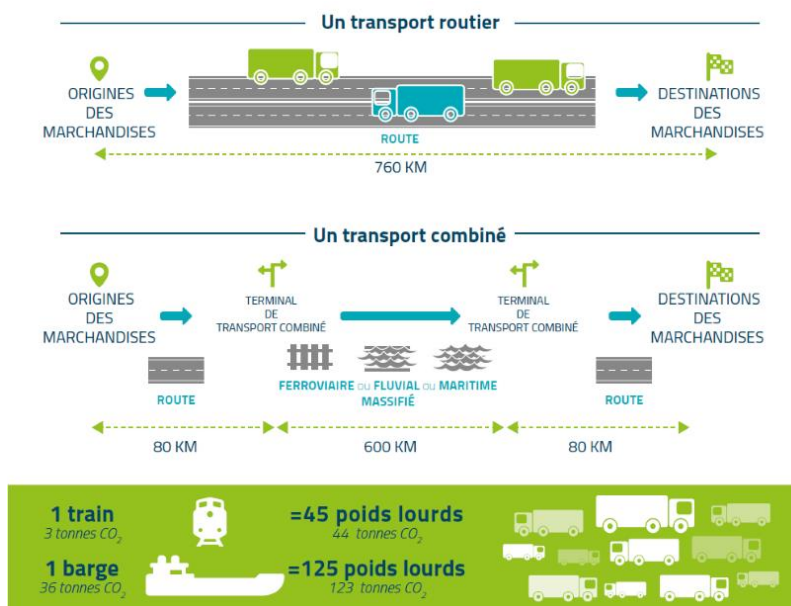 Un transport routier
ORIGINES
DES
MARCHANDISES
DESTINATIONS
DES
MARCHANDISES
ROUTE
760 KM
Un transport combiné
ORIGINES
DES
MARCHANDISES
TERMINAL
DE
TRANSPORT COMBINÉ
TERMINAL
DE
TRANSPORT COMBINÉ
DESTINATIONS
DES
MARCHANDISES
ROUTE
FERROVIAIRE ou FLUVIAL ou MARITIME
MASSIFIÉ
ROUTE
80 KM
600 KM
80 KM
1 train
3 tonnes CO₂
=45 poids lourds
44 tonnes CO₂
1 barge
36 tonnes CO₂
=125 poids lourds
123 tonnes CO₂